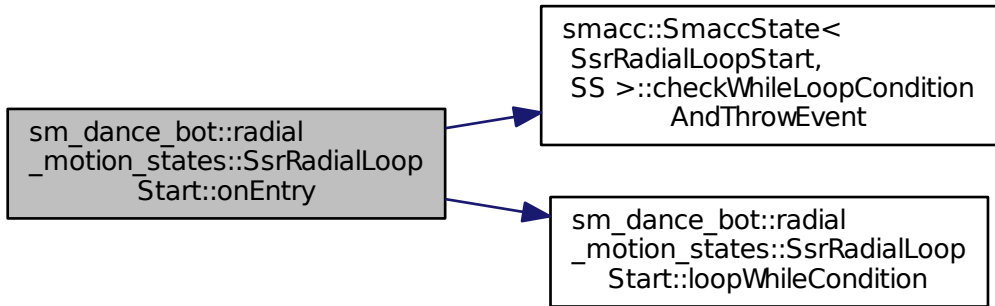 sm_dance_bot::radial
_motion_states::SsrRadialLoop
Start::onEntry
smacc::SmaccState<
SsrRadialLoopStart,
SS >::checkWhileLoopCondition
AndThrowEvent
sm_dance_bot::radial
_motion_states::SsrRadialLoop
Start::loopWhileCondition